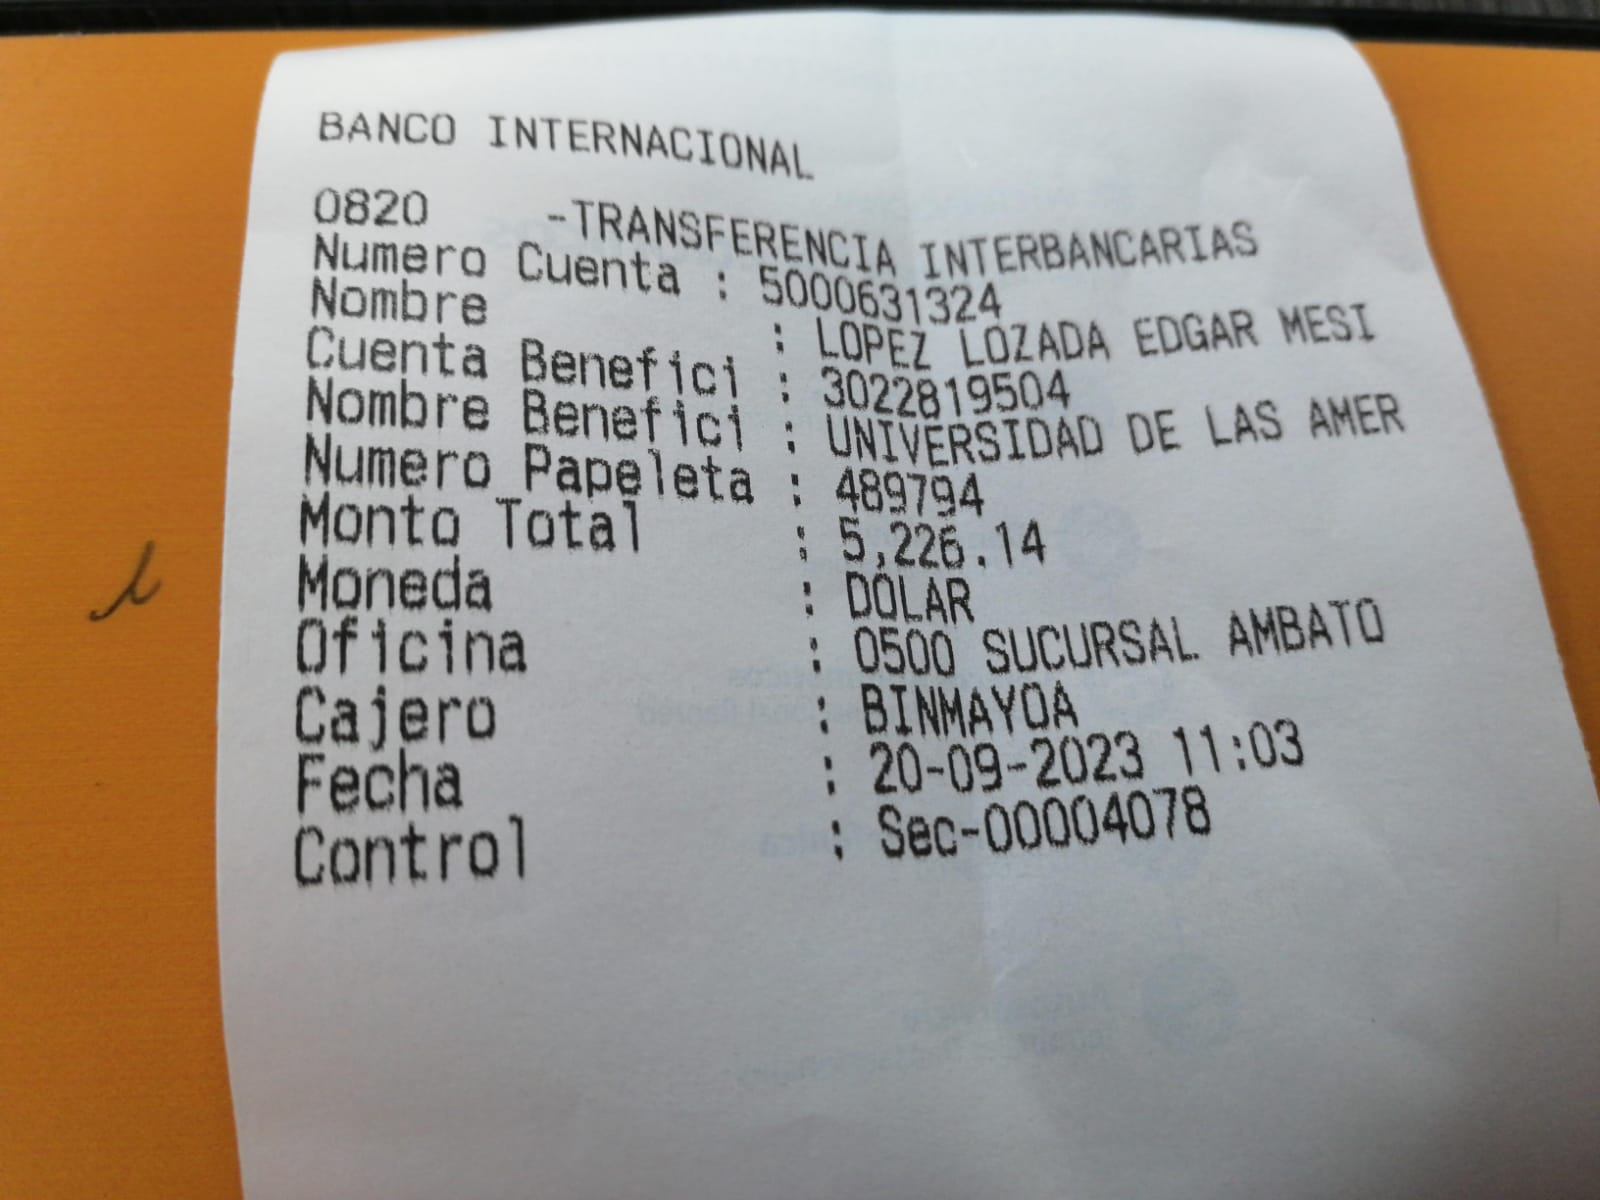 BANCO INTERNACIONAL
0820 -TRANSFERENCIA INTERBANCARIAS
Numero Cuenta : 5000631324
Nombre : LOPEZ LOZADA EDGAR MESI
Cuenta Benefici : 3022819504
Nombre Benefici : UNIVERSIDAD DE LAS AMER
Numero Papeleta : 489794
Monto Total : 5,226.14
Moneda : DOLAR
Oficina : 0500 SUCURSAL AMBATO
Cajero : BINMAYOA
Fecha : 20-09-2023 11:03
Control : Sec-00004078